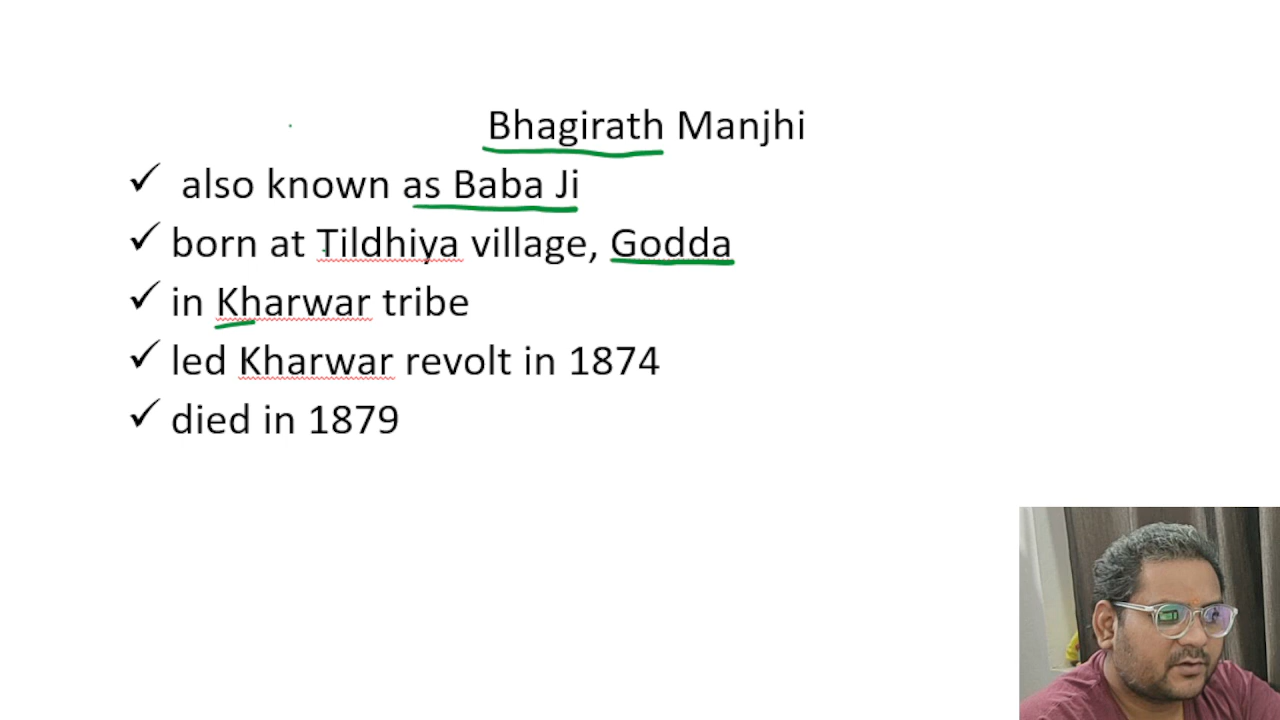 Bhagirath Manjhi
✓ also known as Baba Ji
✓ born at Tildhiya village, Godda
✓ in Kharwar tribe
✓ led Kharwar revolt in 1874
✓ died in 1879